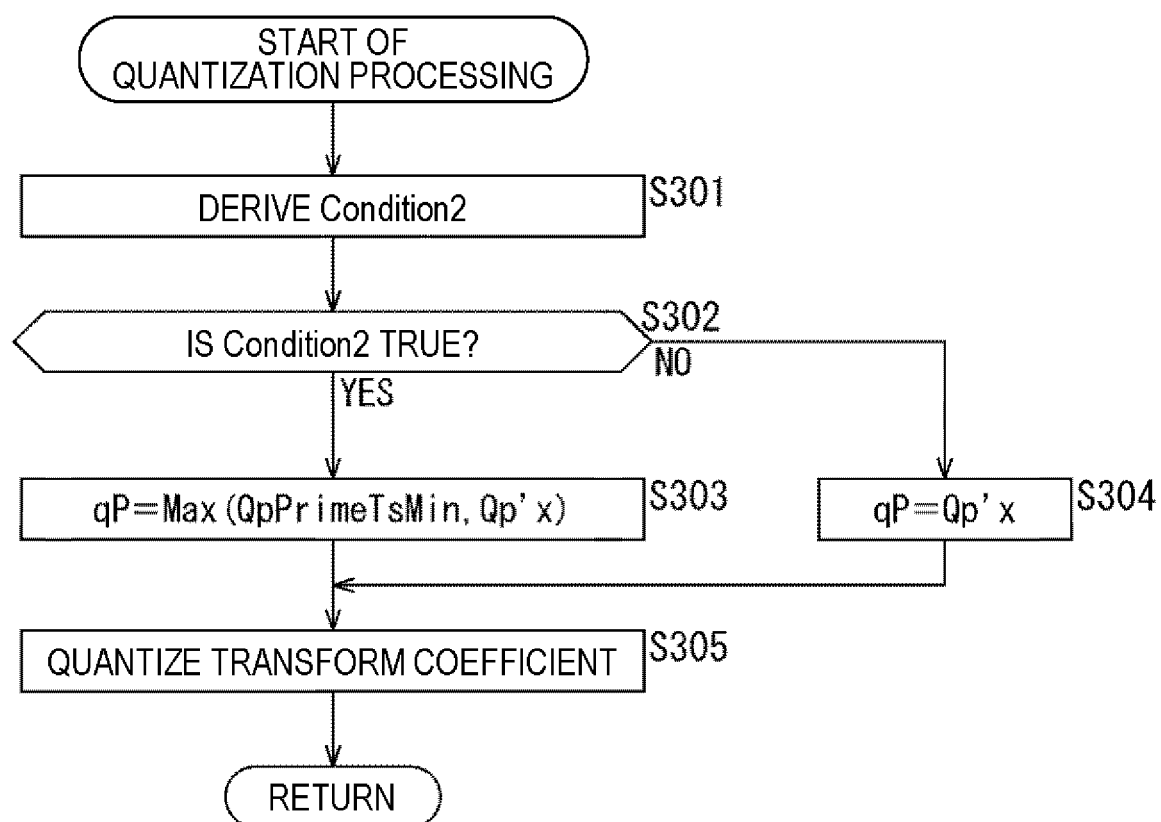 START OF
QUANTIZATION PROCESSING
DERIVE Condition2
S301
IS Condition2 TRUE?
S302
NO
YES
qP=Max(QpPrimeTsMin,Qp'x)
S303
qP=Qp'x
S304
QUANTIZE TRANSFORM COEFFICIENT
S305
RETURN